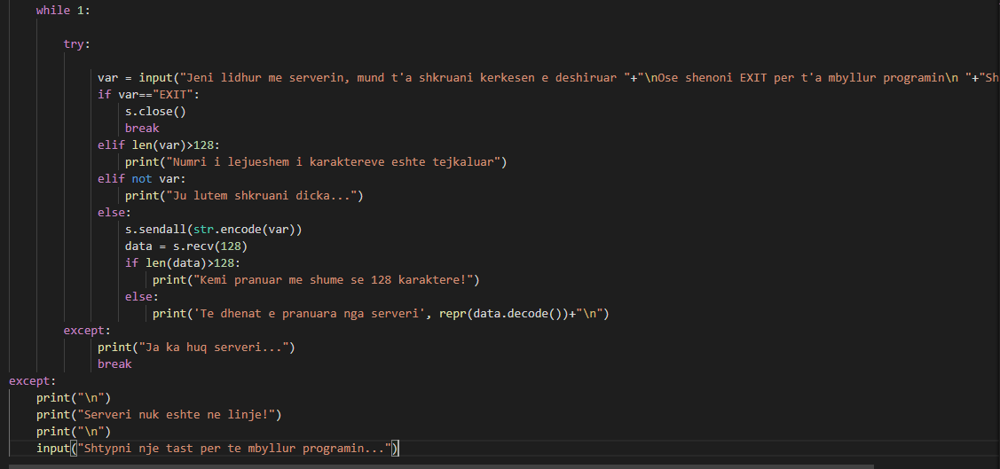 while 1:
try:
var = input("Jeni lidhur me serverin, mund t'a shkruani kerkesen e deshiruar "+"\nOse shenoni EXIT per t'a mbyllur programin\n "+"Sh
if var=="EXIT":
s.close()
break
elif len(var)>128:
print("Numri i lejueshem i karaktereve eshte tejkaluar")
elif not var:
print("Ju lutem shkruani dicka...")
else:
s.sendall(str.encode(var))
data = s.recv(128)
if len(data)>128:
print("Kemi pranuar me shume se 128 karaktere!")
else:
print('Te dhenat e pranuara nga serveri', repr(data.decode())+"\n")
except:
print("Ja ka huq serveri...")
break
except:
print("\n")
print("Serveri nuk eshte ne linje!")
print("\n")
input("Shtypni nje tast per te mbyllur programin...")